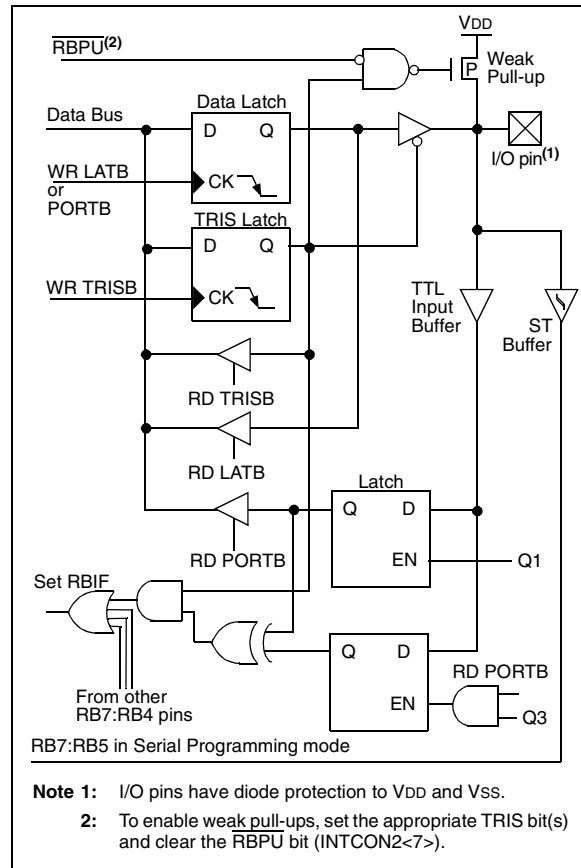 VDD
RBPU(2)
P
Weak
Pull-up
Data Latch
Data Bus
D
Q
I/O pin(1)
WR LATB
or
PORTB
CK
TRIS Latch
D
Q
WR TRISB
CK
TTL
Input
Buffer
ST
Buffer
RD TRISB
RD LATB
Latch
Q
D
RD PORTB
EN
Q1
Set RBIF
Q
D
RD PORTB
EN
Q3
From other
RB7:RB4 pins
RB7:RB5 in Serial Programming mode
Note 1: I/O pins have diode protection to VDD and VSS.
2: To enable weak pull-ups, set the appropriate TRIS bit(s)
and clear the RBPU bit (INTCON2<7>).